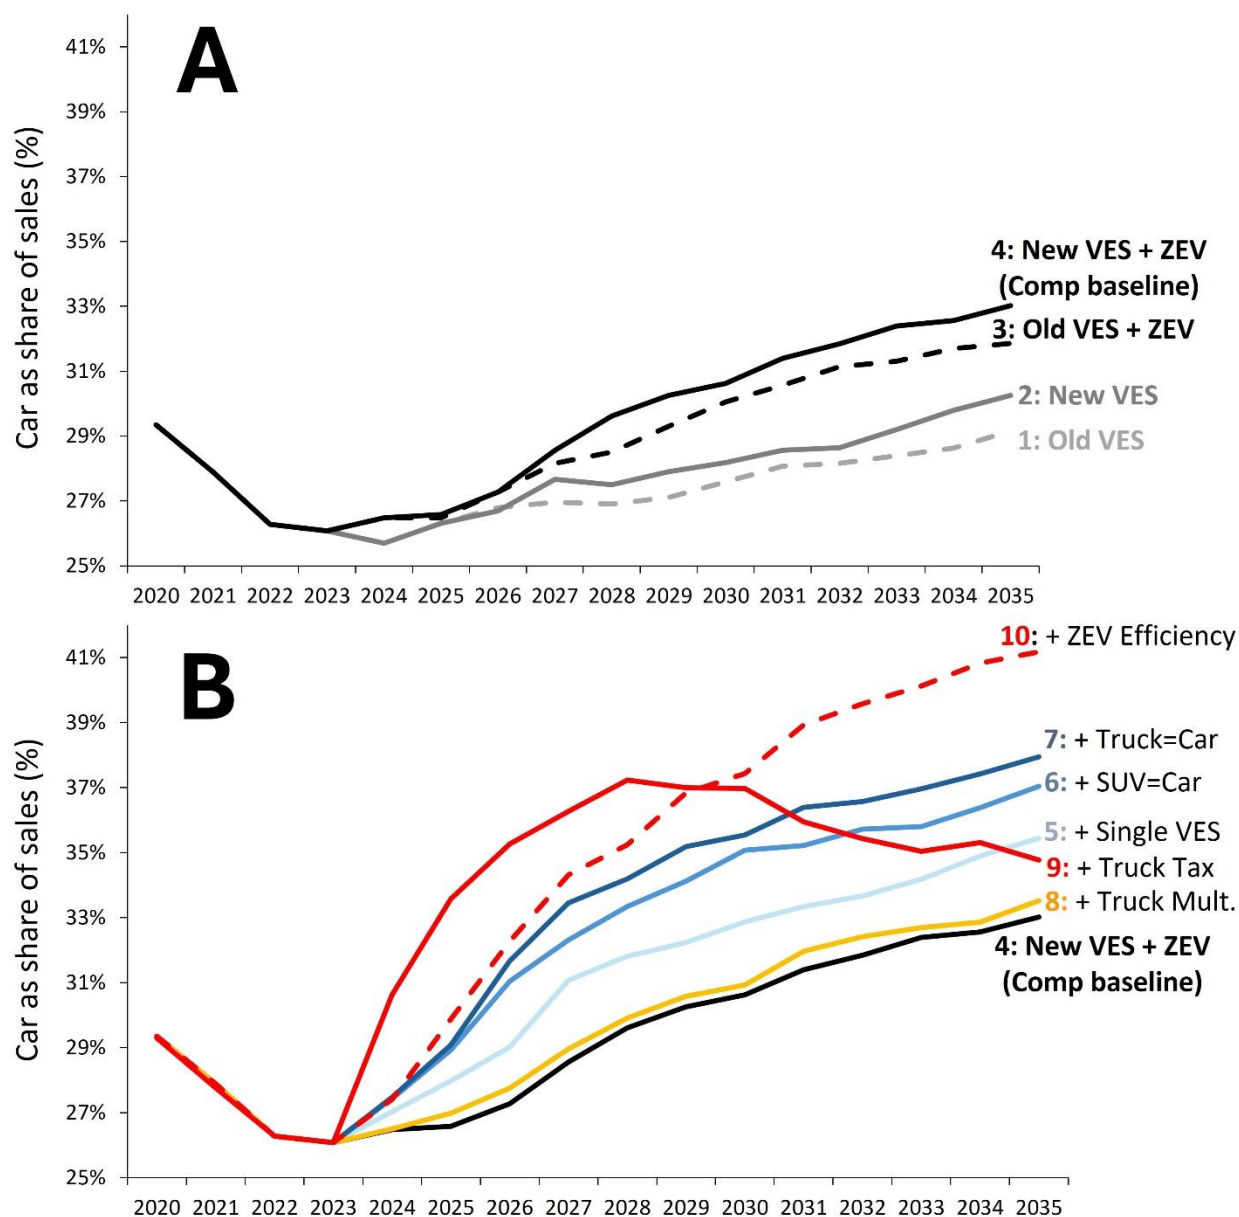 A
Car as share of sales (%)
41%
39%
37%
35%
33%
31%
29%
27%
25%
4: New VES + ZEV
(Comp baseline)
3: Old VES + ZEV
2: New VES
1: Old VES
2020 2021 2022 2023 2024 2025 2026 2027 2028 2029 2030 2031 2032 2033 2034 2035
B
Car as share of sales (%)
41%
39%
37%
35%
33%
31%
29%
27%
25%
10: + ZEV Efficiency
7: + Truck=Car
6: + SUV=Car
5: + Single VES
9: + Truck Tax
8: + Truck Mult.
4: New VES + ZEV
(Comp baseline)
2020 2021 2022 2023 2024 2025 2026 2027 2028 2029 2030 2031 2032 2033 2034 2035